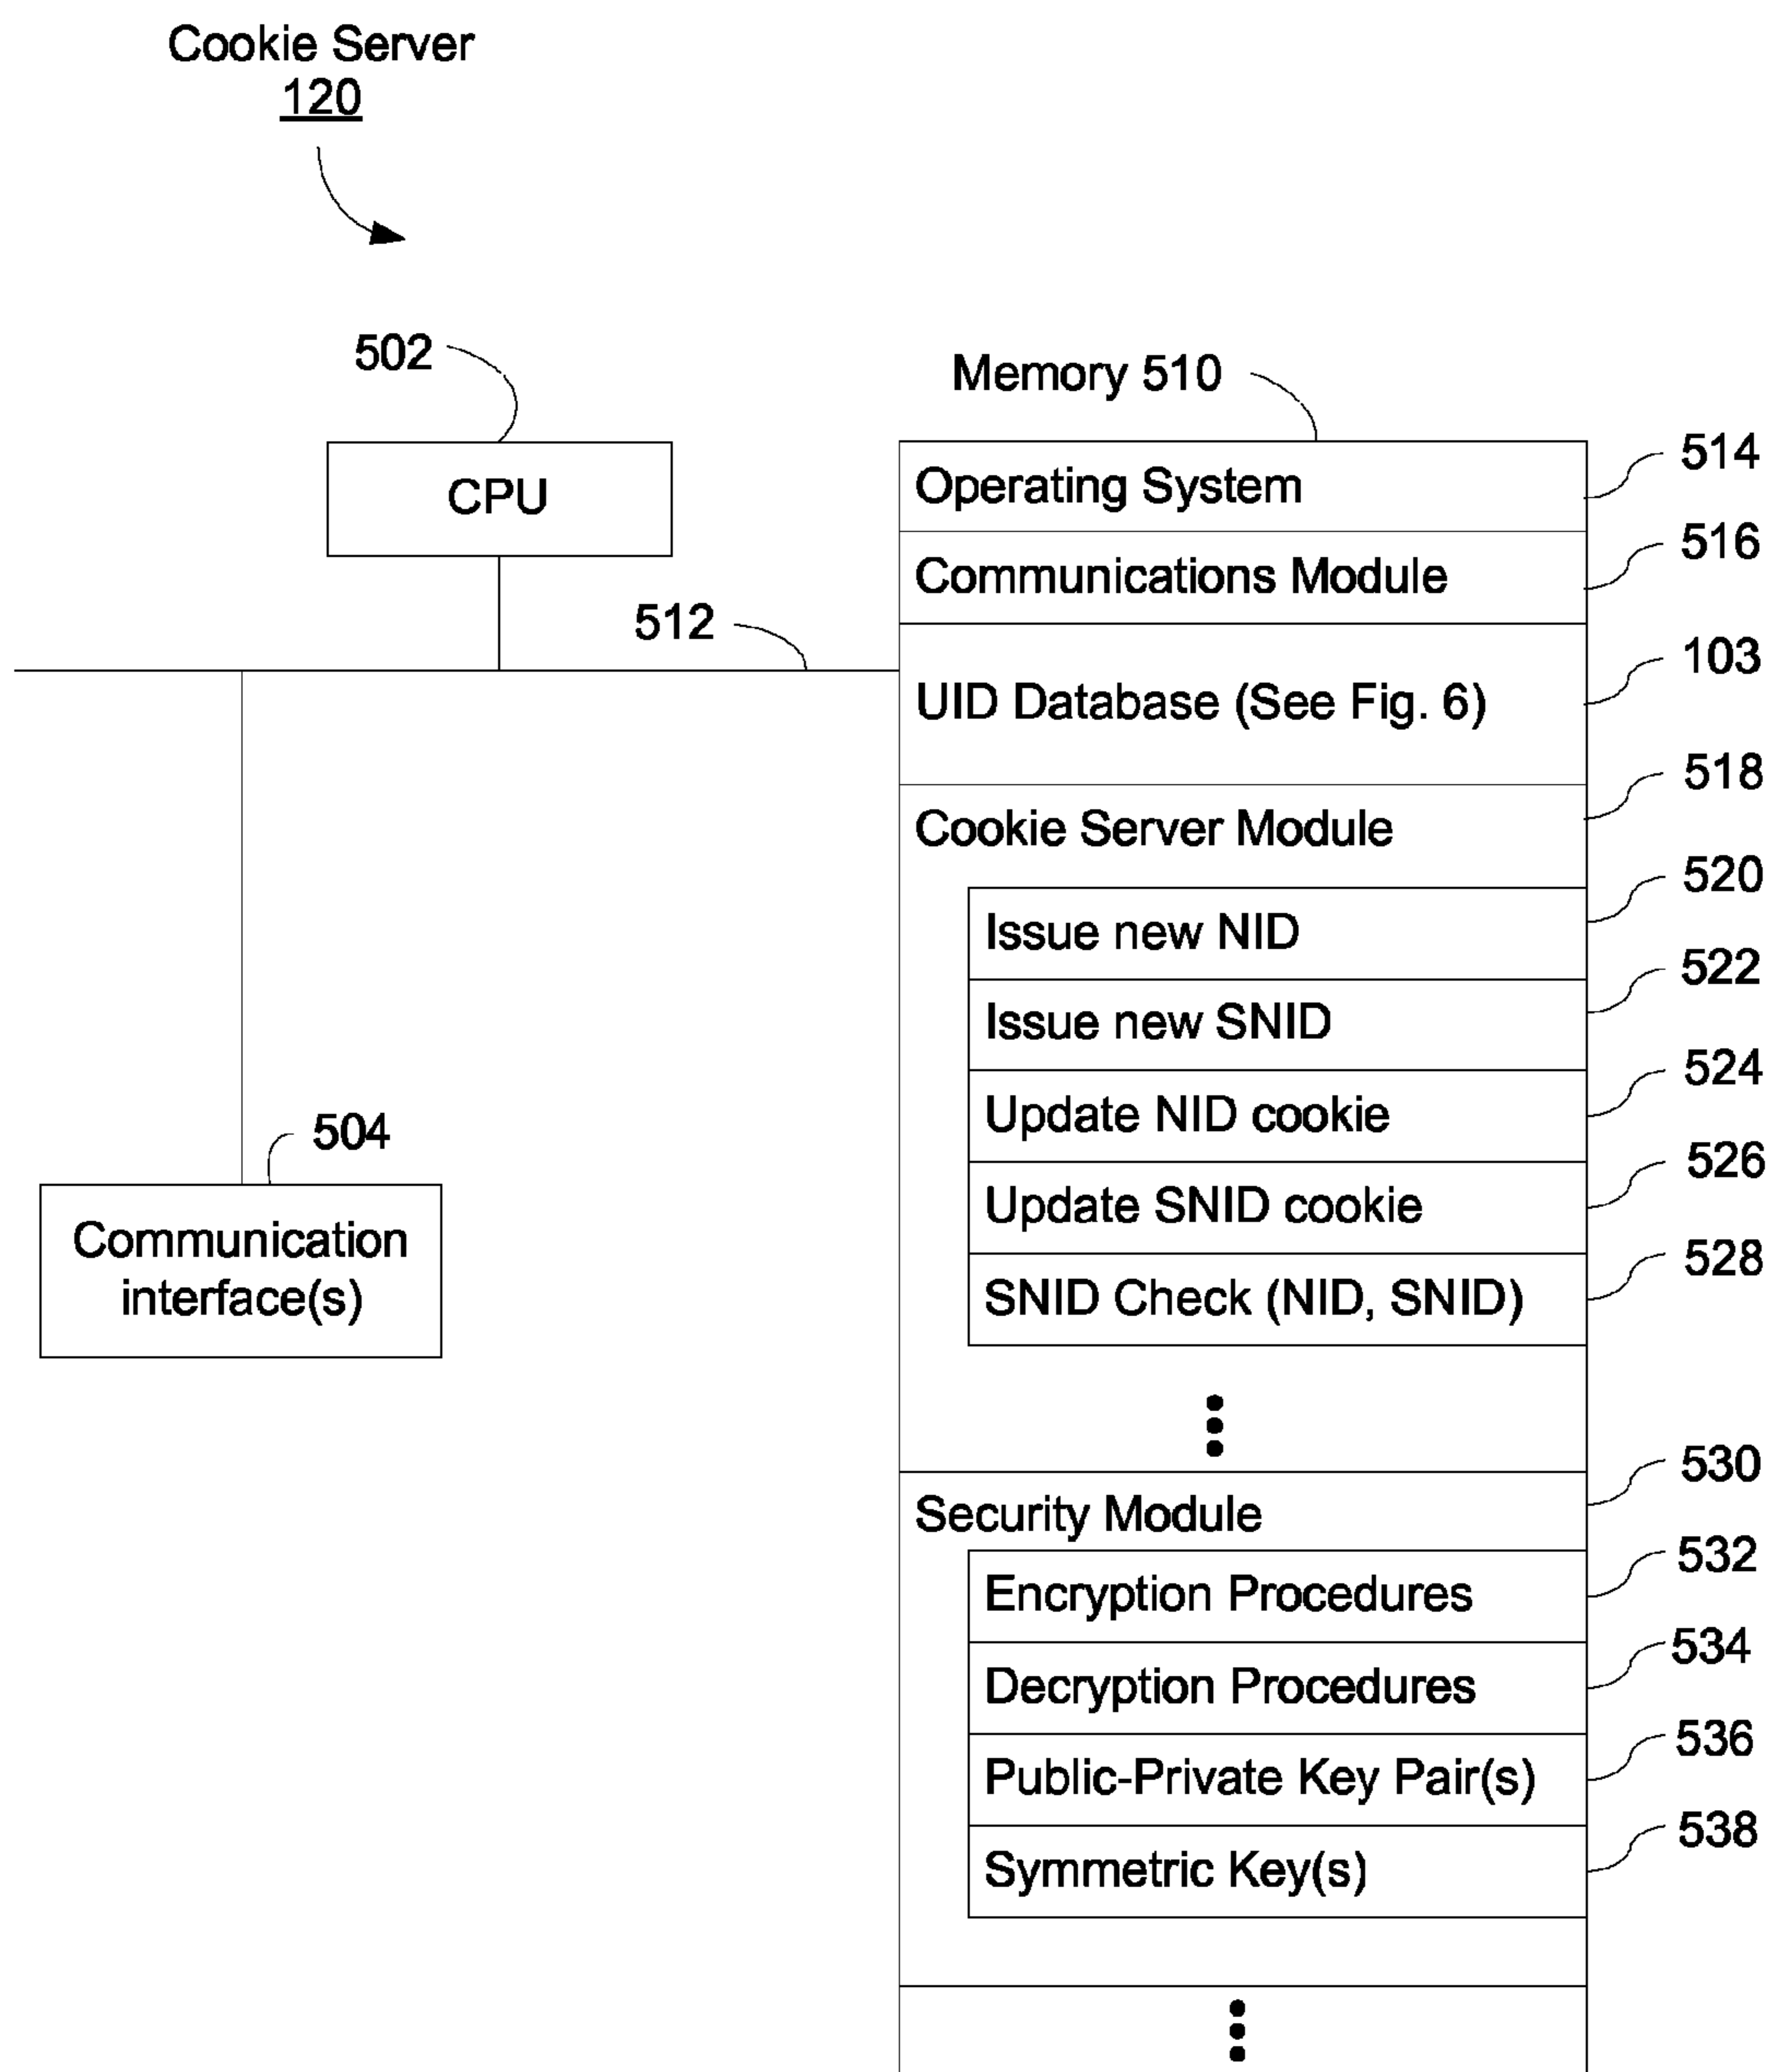 Cookie Server
120
502
Memory 510
CPU
512
504
Communication
interface(s)
Operating System
514
Communications Module
516
UID Database (See Fig. 6)
103
Cookie Server Module
518
Issue new NID
520
Issue new SNID
522
Update NID cookie
524
Update SNID cookie
526
SNID Check (NID, SNID)
528
Security Module
530
Encryption Procedures
532
Decryption Procedures
534
Public-Private Key Pair(s)
536
Symmetric Key(s)
538